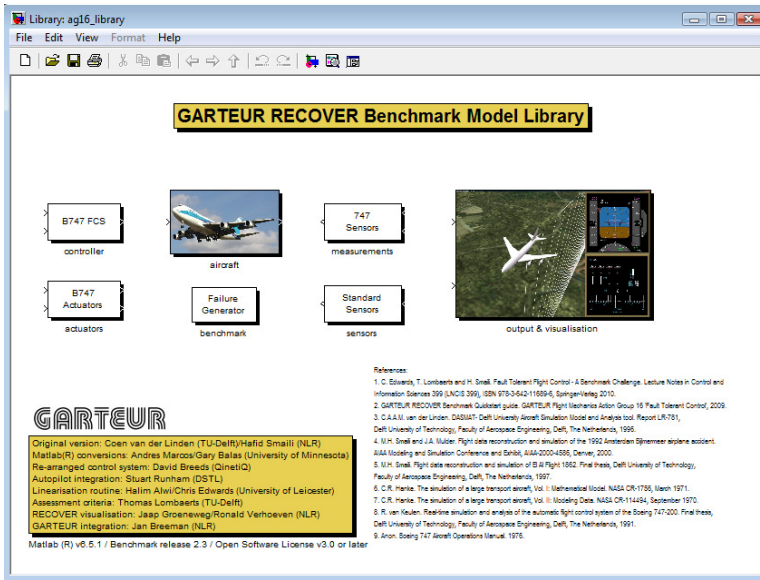 Library: ag16_library
File Edit View Format Help
GARTEUR RECOVER Benchmark Model Library
B747 FCS
controller
aircraft
747
Sensors
measurements
B747
Actuators
actuators
Failure
Generator
benchmark
Standard
Sensors
sensors
output & visualisation
References:
1. C. Edwards, T. Lombaerts and H. Smaili. Fault Tolerant Flight Control - A Benchmark Challenge. Lecture Notes in Control and
Information Sciences 399 (LNCIS 399), ISBN 978-3-642-11689-6, Springer-Verlag 2010.
2. GARTEUR RECOVER Benchmark Quickstart guide. GARTEUR Flight Mechanics Action Group 16 'Fault Tolerant Control', 2009.
3. C.A.A.M. van der Linden. DASMAT- Delft University Aircraft Simulation Model and Analysis tool. Report LR-781,
Delft University of Technology, Faculty of Aerospace Engineering, Delft, The Netherlands, 1996.
4. M.H. Smaili and J.A. Mulder. Flight data reconstruction and simulation of the 1992 Amsterdam Bijlmermeer airplane accident.
AIAA Modeling and Simulation Conference and Exhibit, AIAA-2000-4586, Denver, 2000.
5. M.H. Smaili. Flight data reconstruction and simulation of El Al Flight 1862. Final thesis, Delft University of Technology,
Faculty of Aerospace Engineering, Delft, The Netherlands, 1997.
6. C.R. Hanke. The simulation of a large transport aircraft, Vol. I: Mathematical Model. NASA CR-1756, March 1971.
7. C.R. Hanke. The simulation of a large transport aircraft, Vol. II: Modeling Data. NASA CR-114494, September 1970.
8. R. van Keulen. Real-time simulation and analysis of the automatic flight control system of the Boeing 747-200. Final thesis,
Delft University of Technology, Faculty of Aerospace Engineering, Delft, The Netherlands, 1991.
9. Anon. Boeing 747 Aircraft Operations Manual. 1976.
GARTEUR
Original version: Coen van der Linden (TU-Delft)/Hafid Smaili (NLR)
Matlab(R) conversions: Andres Marcos/Gary Balas (University of Minnesota)
Re-arranged control system: David Breeds (QinetiQ)
Autopilot integration: Stuart Runham (DSTL)
Linearisation routine: Halim Alwi/Chris Edwards (University of Leicester)
Assessment criteria: Thomas Lombaerts (TU-Delft)
RECOVER visualisation: Jaap Groeneweg/Ronald Verhoeven (NLR)
GARTEUR integration: Jan Breeman (NLR)
Matlab (R) v6.5.1 / Benchmark release 2.3 / Open Software License v3.0 or later